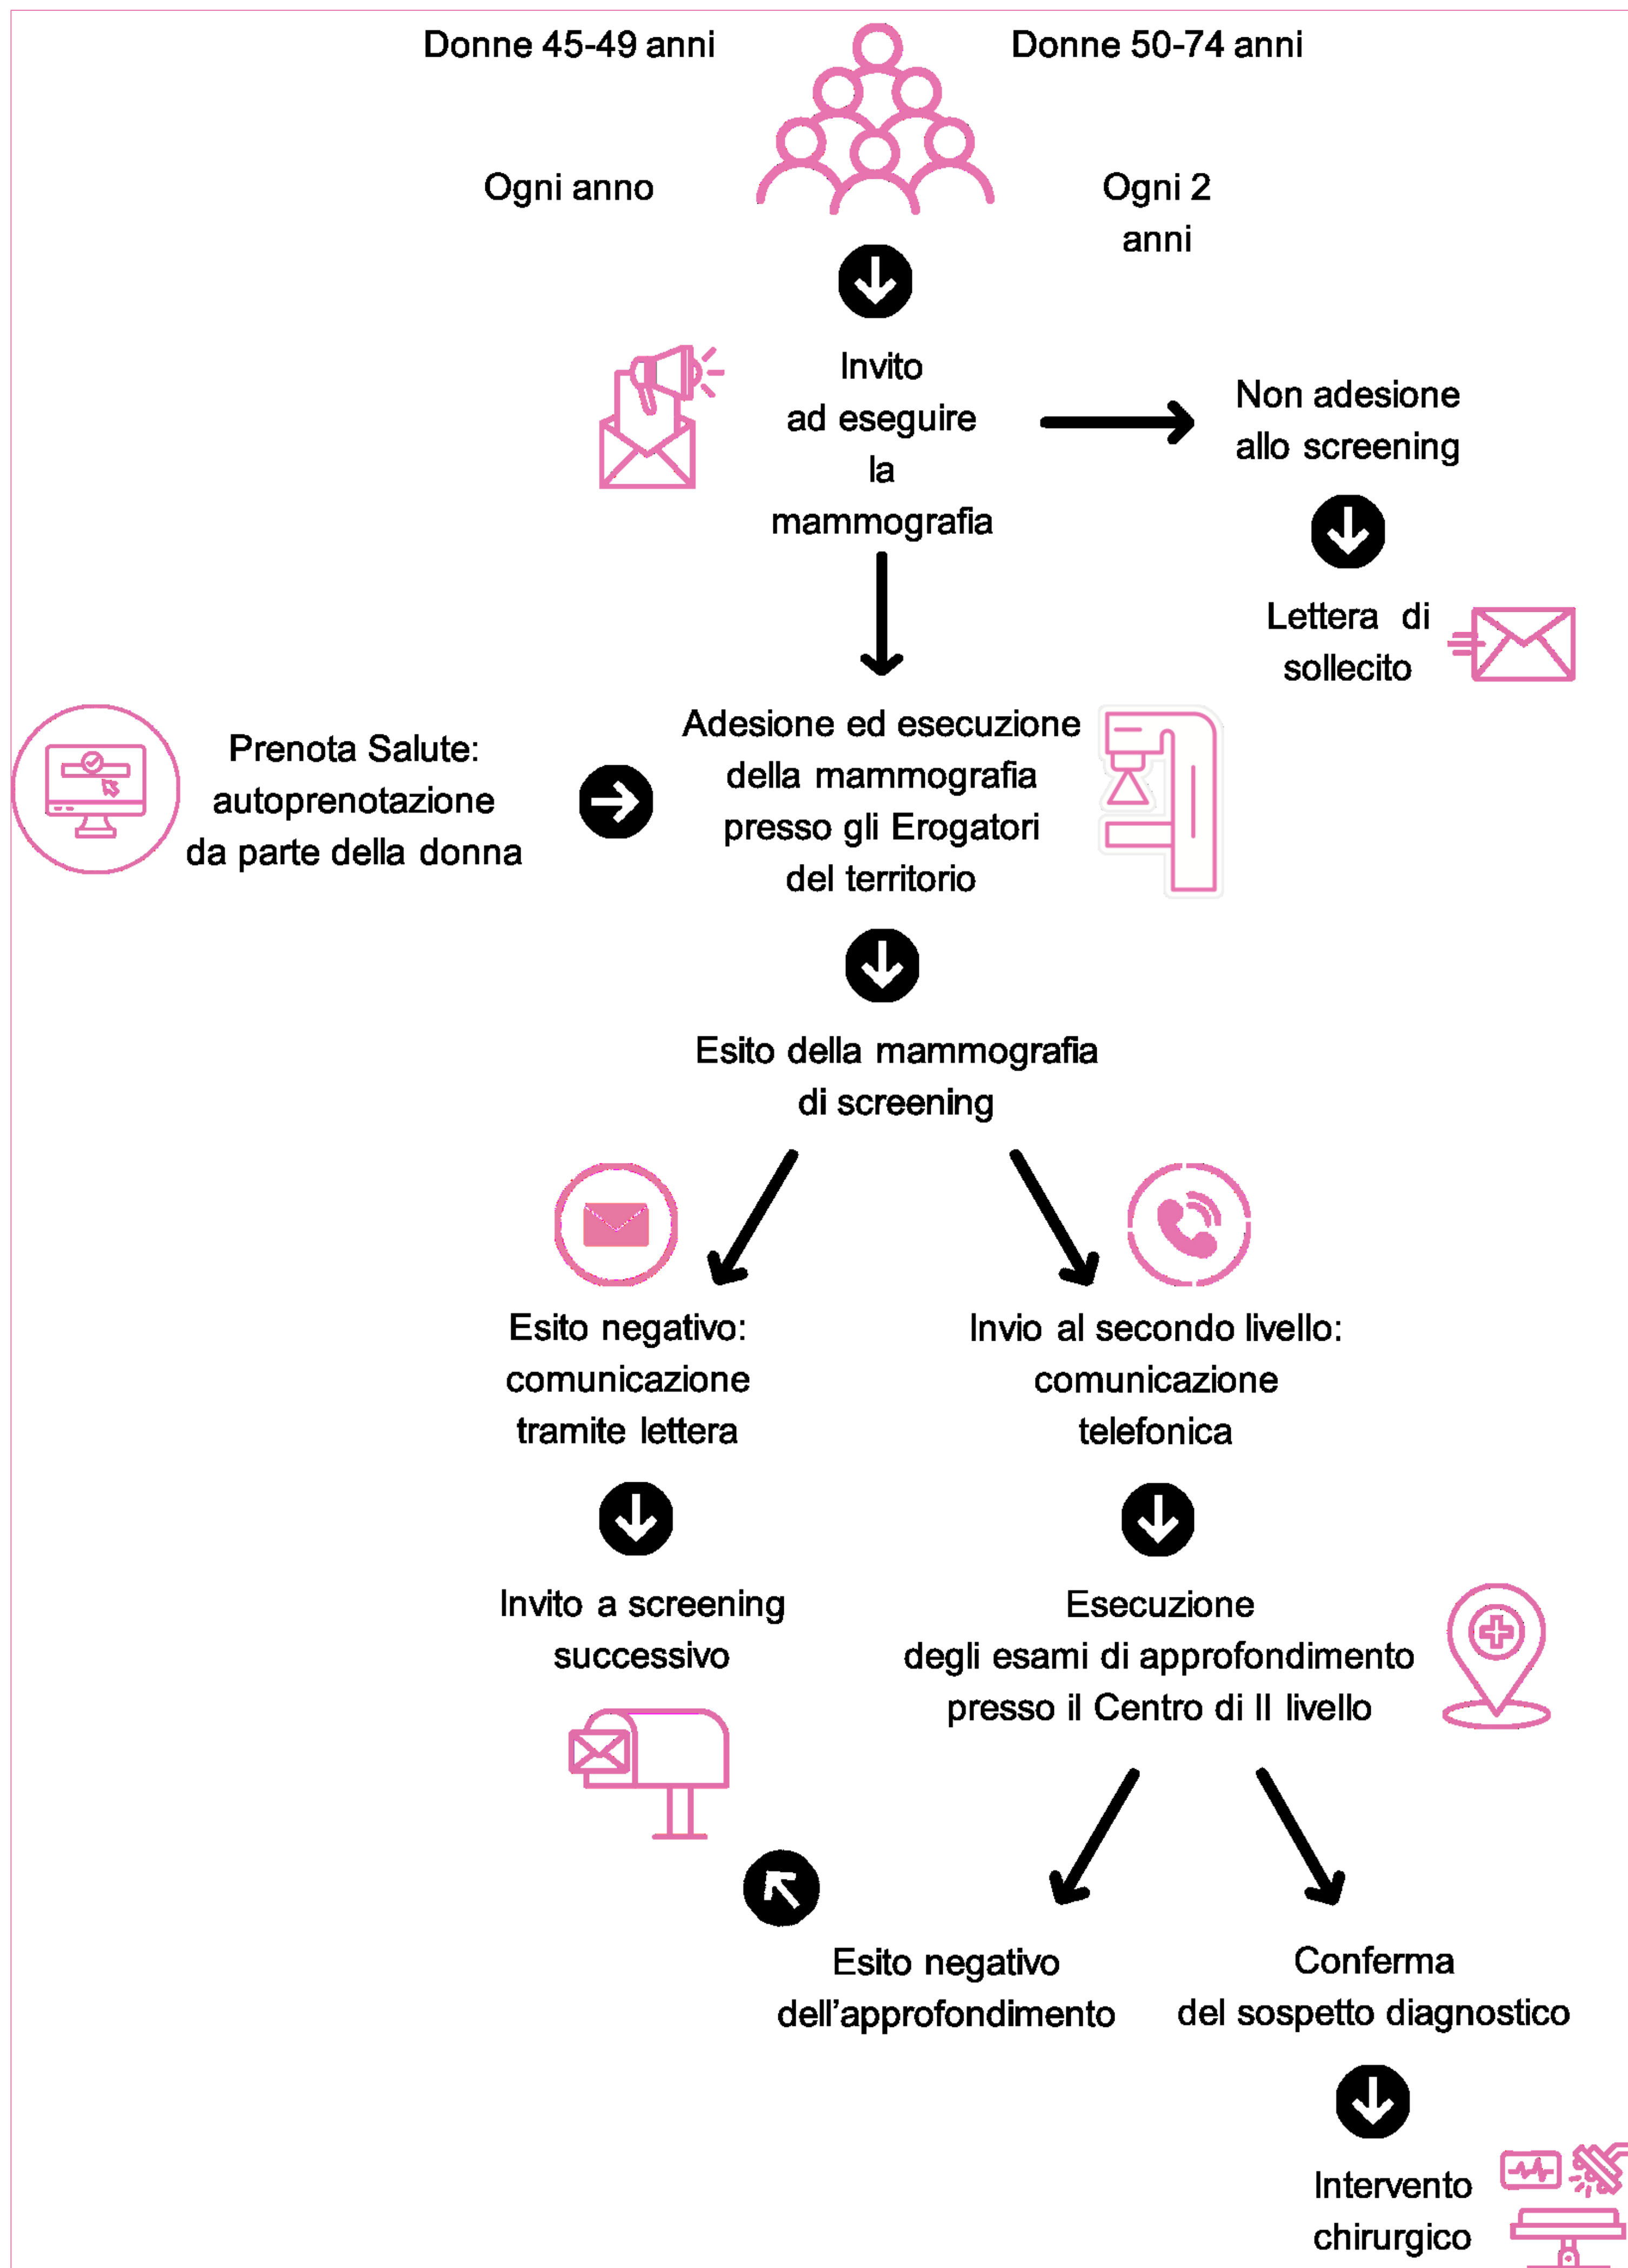 Donne 45-49 anni
Donne 50-74 anni
Ogni anno
Ogni 2
anni
Invito
ad eseguire
la
mammografia
Non adesione
allo screening
Lettera di
sollecito
Prenota Salute:
autoprenotazione
da parte della donna
Adesione ed esecuzione
della mammografia
presso gli Erogatori
del territorio
Esito della mammografia
di screening
Esito negativo:
comunicazione
tramite lettera
Invio al secondo livello:
comunicazione
telefonica
Invito a screening
successivo
Esecuzione
degli esami di approfondimento
presso il Centro di II livello
Esito negativo
dell'approfondimento
Conferma
del sospetto diagnostico
Intervento
chirurgico